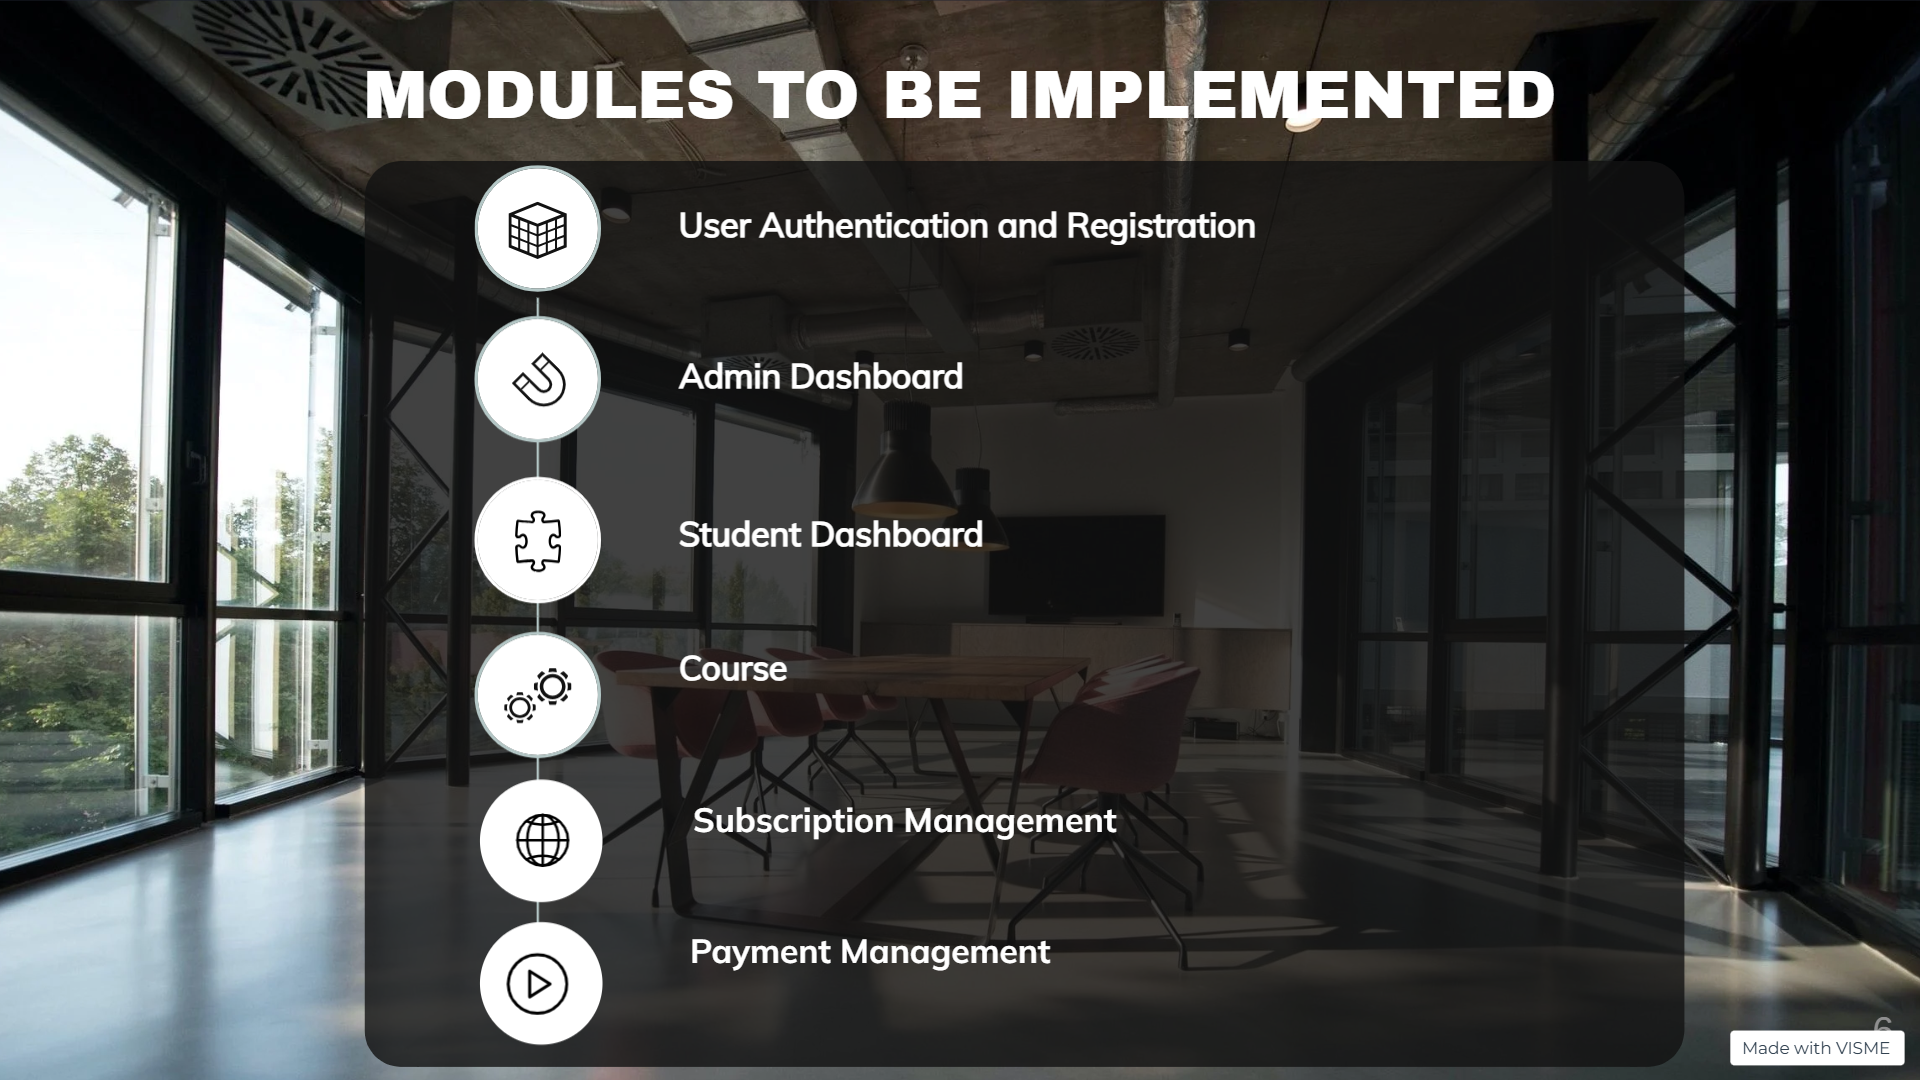 MODULES TO BE IMPLEMENTED
User Authentication and Registration
Admin Dashboard
Student Dashboard
Course
Subscription Management
Payment Management
6
Made with VISME